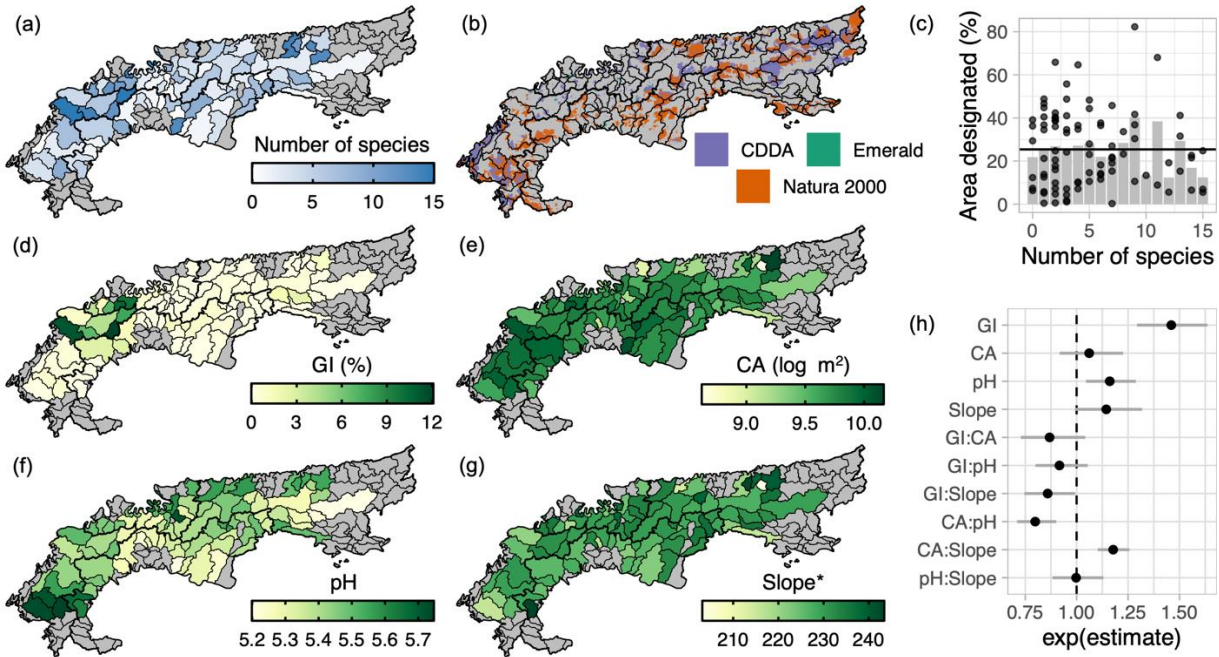 (a)
Number of species
0 5 10 15
(b)
CDDA Emerald
Natura 2000
(c)
Area designated (%)
80
60
40
20
0
0 5 10 15
Number of species
(d)
GI (%)
0 3 6 9 12
(e)
CA (log m²)
9.0 9.5 10.0
(f)
pH
5.2 5.3 5.4 5.5 5.6 5.7
(g)
Slope*
210 220 230 240
(h)
GI
CA
pH
Slope
GI:CA
GI:pH
GI:Slope
CA:pH
CA:Slope
pH:Slope
0.75 1.00 1.25 1.50
exp(estimate)